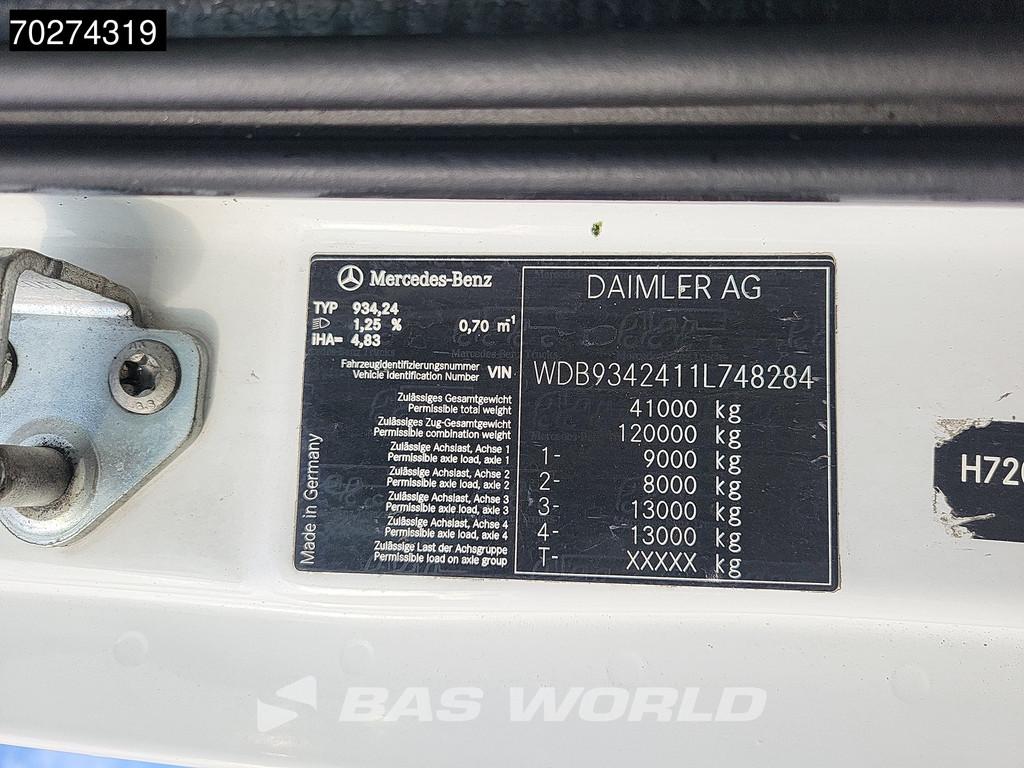 70274319
Mercedes-Benz
DAIMLER AG
TYP 934,24
1,25 % 0,70 m-1
iHA= 4,83
Fahrzeugidentifizierungsnummer
Vehicle Identification Number VIN WDB9342411L748284
Zulässiges Gesamtgewicht
Permissible total weight 41000 kg
Zulässiges Zug-Gesamtgewicht
Permissible combination weight 120000 kg
Zulässige Achslast, Achse 1
Permissible axle load, axle 1 1- 9000 kg
Zulässige Achslast, Achse 2
Permissible axle load, axle 2 2- 8000 kg
Zulässige Achslast, Achse 3
Permissible axle load, axle 3 3- 13000 kg
Zulässige Achslast, Achse 4
Permissible axle load, axle 4 4- 13000 kg
Zulässige Last der Achsgruppe
Permissible load on axle group T- XXXXX kg
Made in Germany
BAS WORLD